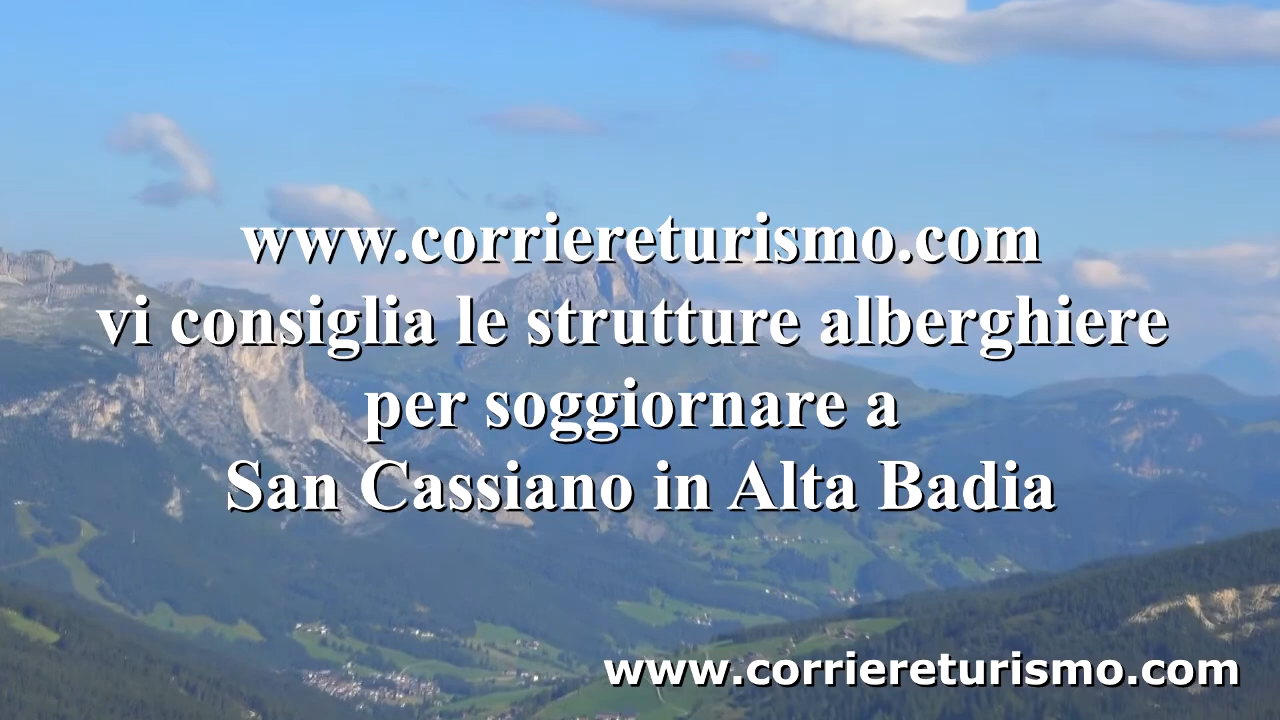 www.corriereturismo.com
vi consiglia le strutture alberghiere
per soggiornare a
San Cassiano in Alta Badia
www.corriereturismo.com